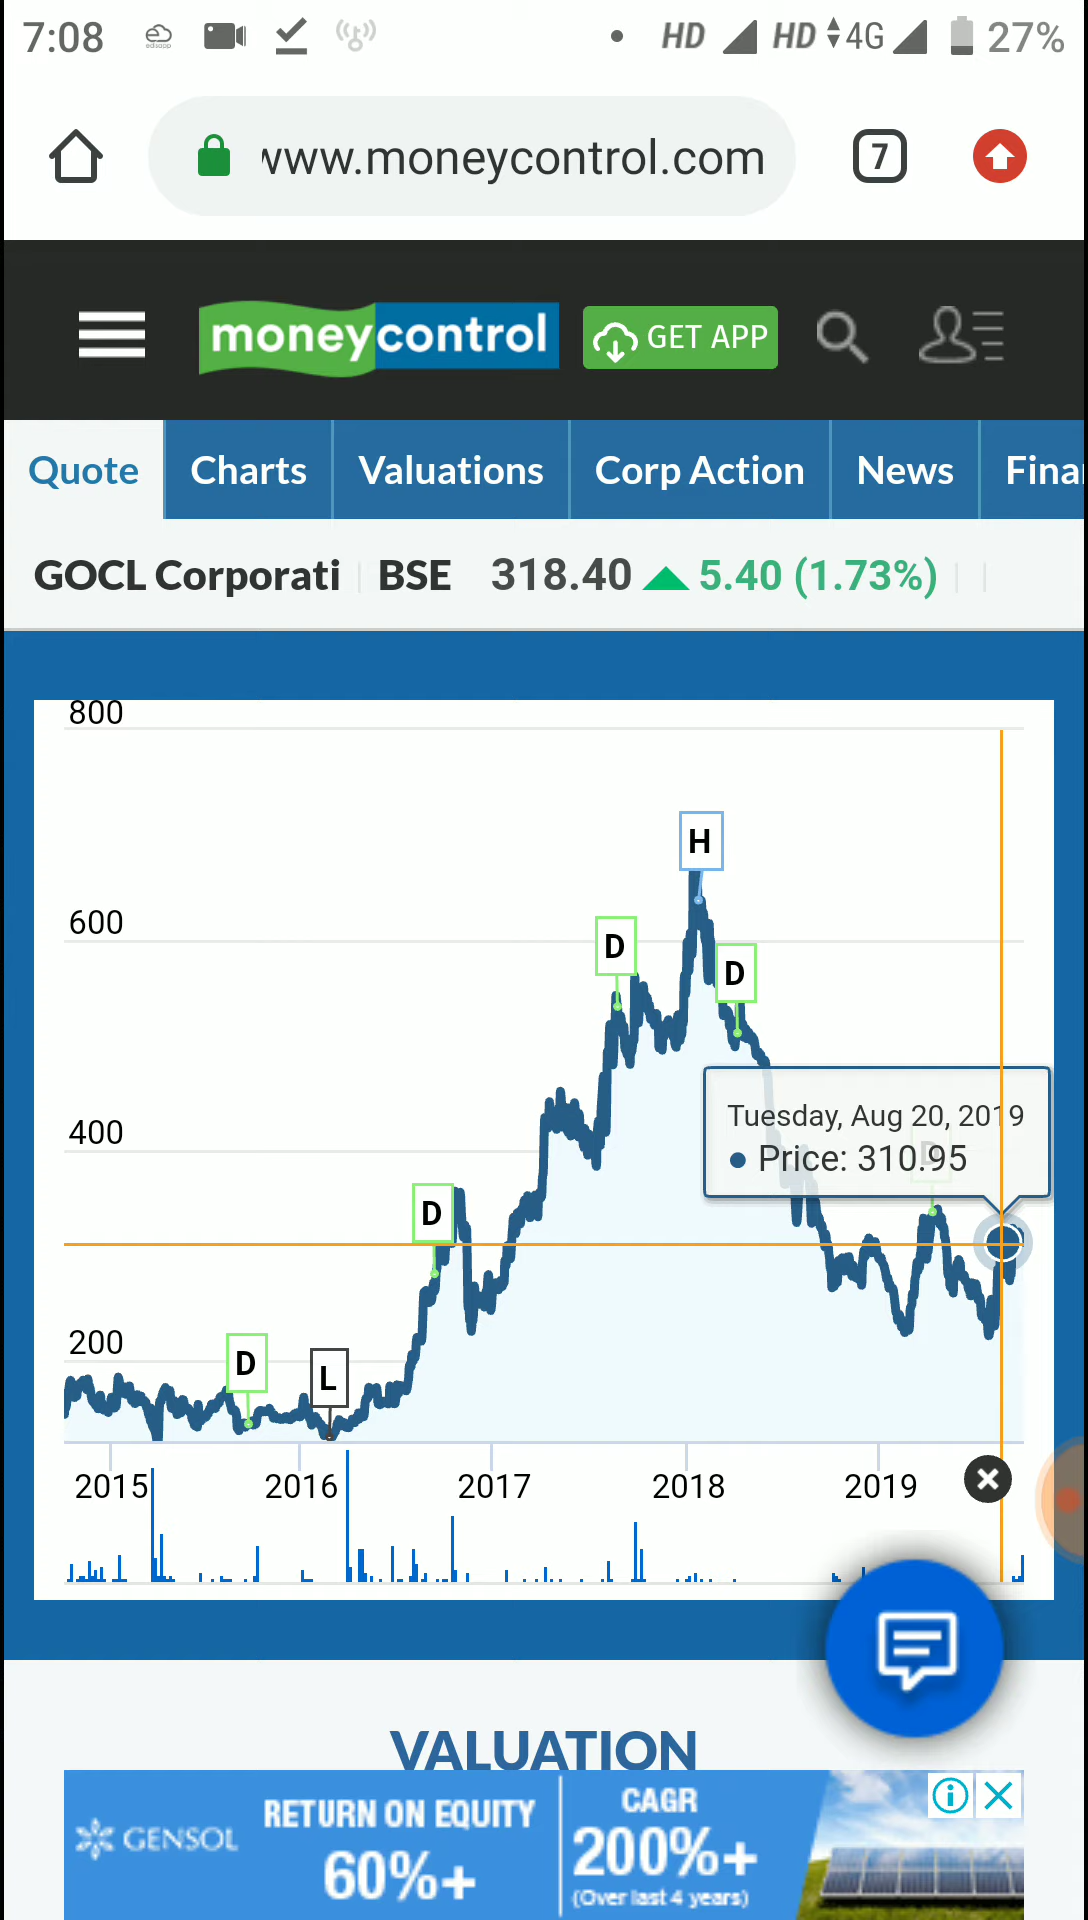 7:08 edisapp HD HD 4G 27%
www.moneycontrol.com 7
moneycontrol GET APP
Quote Charts Valuations Corp Action News Fina
GOCL Corporati BSE 318.40 5.40 (1.73%)
800
H
600
D
D
Tuesday, Aug 20, 2019
400
Price: 310.95
D
D
200
D
L
2015 2016 2017 2018 2019
VALUATION
GENSOL
RETURN ON EQUITY
60%+
CAGR
200%+
(Over last 4 years)